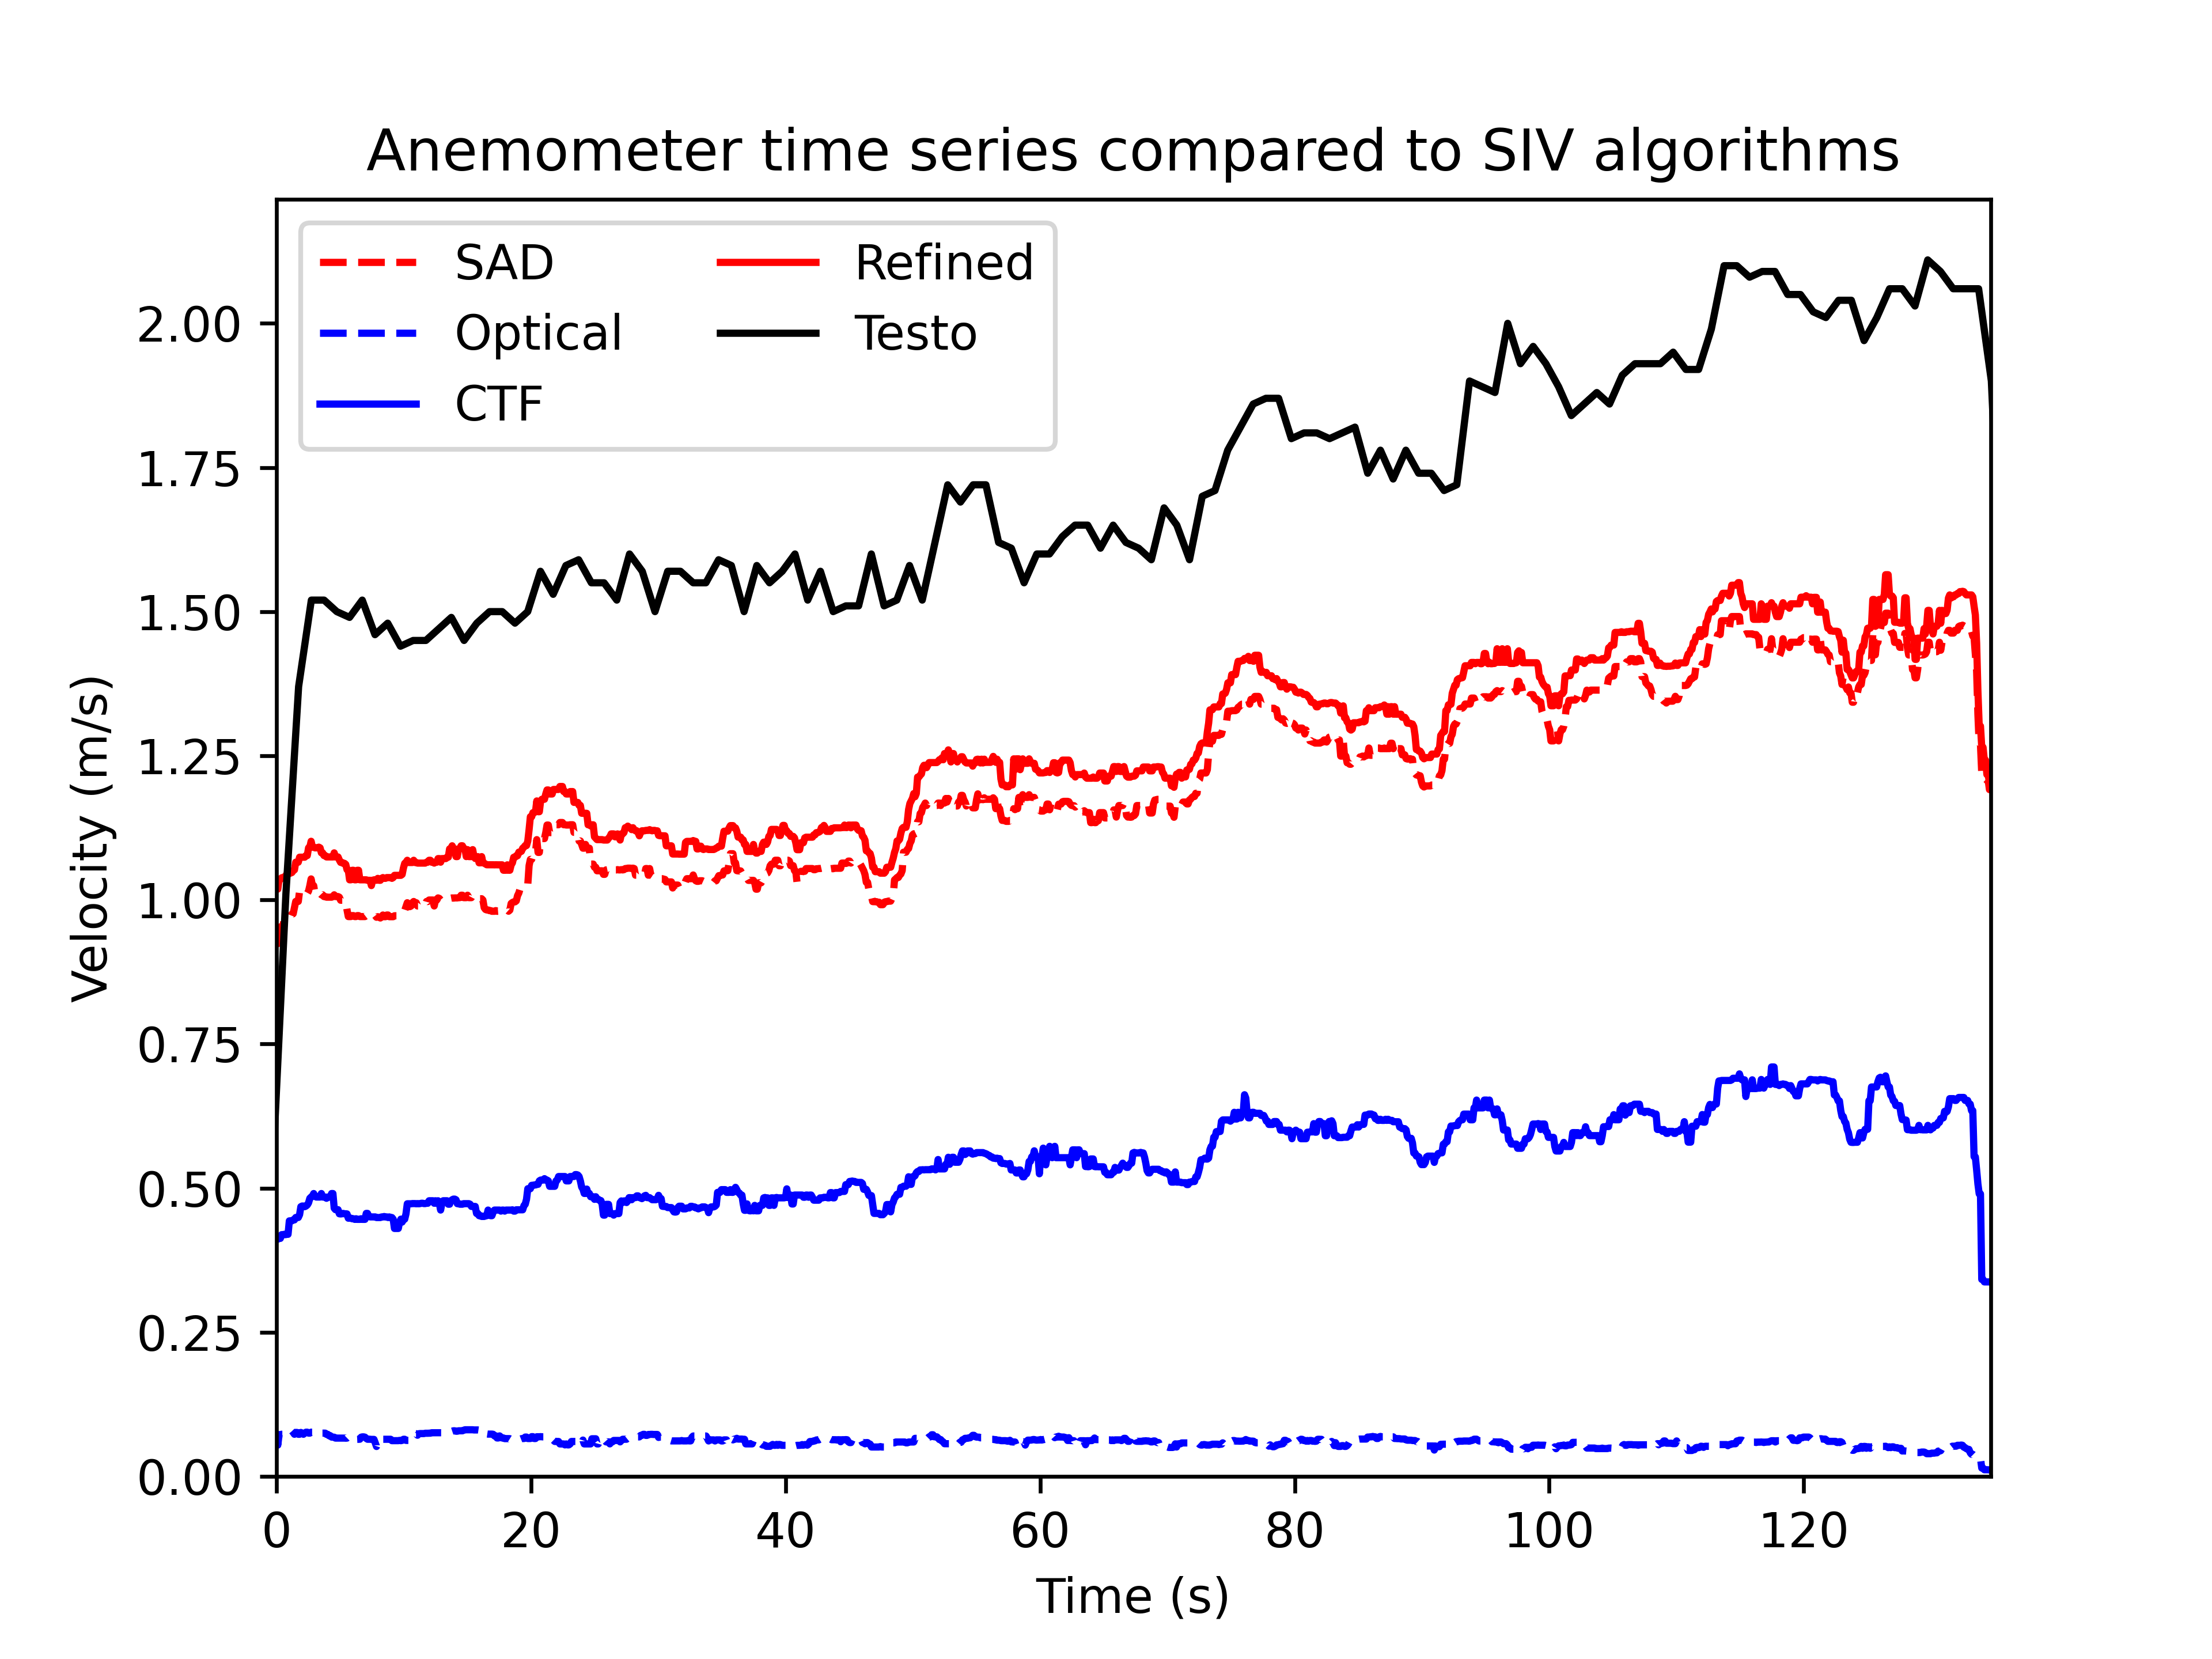 Anemometer time series compared to SIV algorithms
SAD
Optical
CTF
Refined
Testo
Velocity (m/s)
2.00
1.75
1.50
1.25
1.00
0.75
0.50
0.25
0.00
0 20 40 60 80 100 120
Time (s)